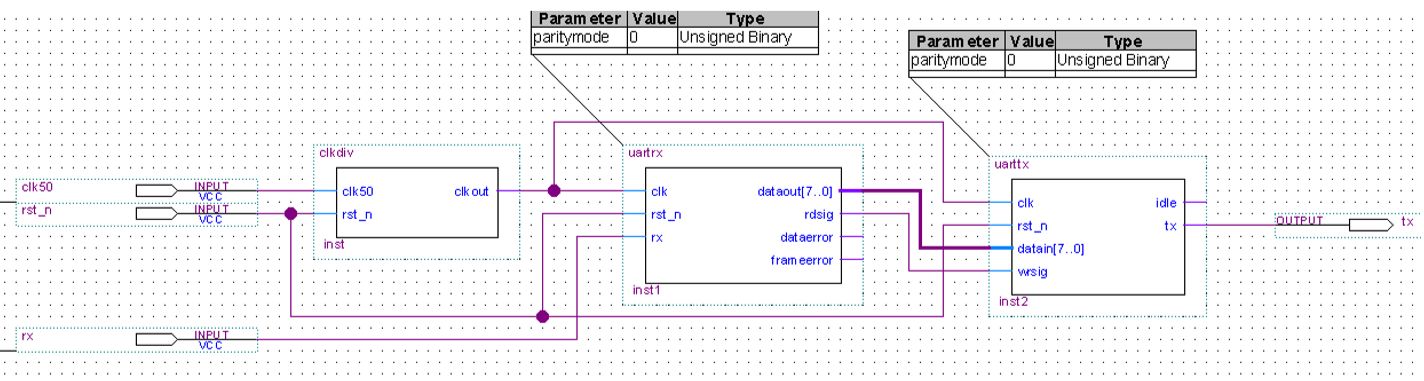 Parameter Value Type
paritymode 0 Unsigned Binary
Parameter Value Type
paritymode 0 Unsigned Binary
clkdiv
uartrx
uarttx
clk50 INPUT VCC
rst_n INPUT VCC
rx INPUT VCC
clk50 clkout
rst_n
inst
clk dataout[7..0]
rst_n rdsig
rx dataerror
frameerror
inst1
clk idle
rst_n tx
datain[7..0]
wrsig
inst2
OUTPUT tx